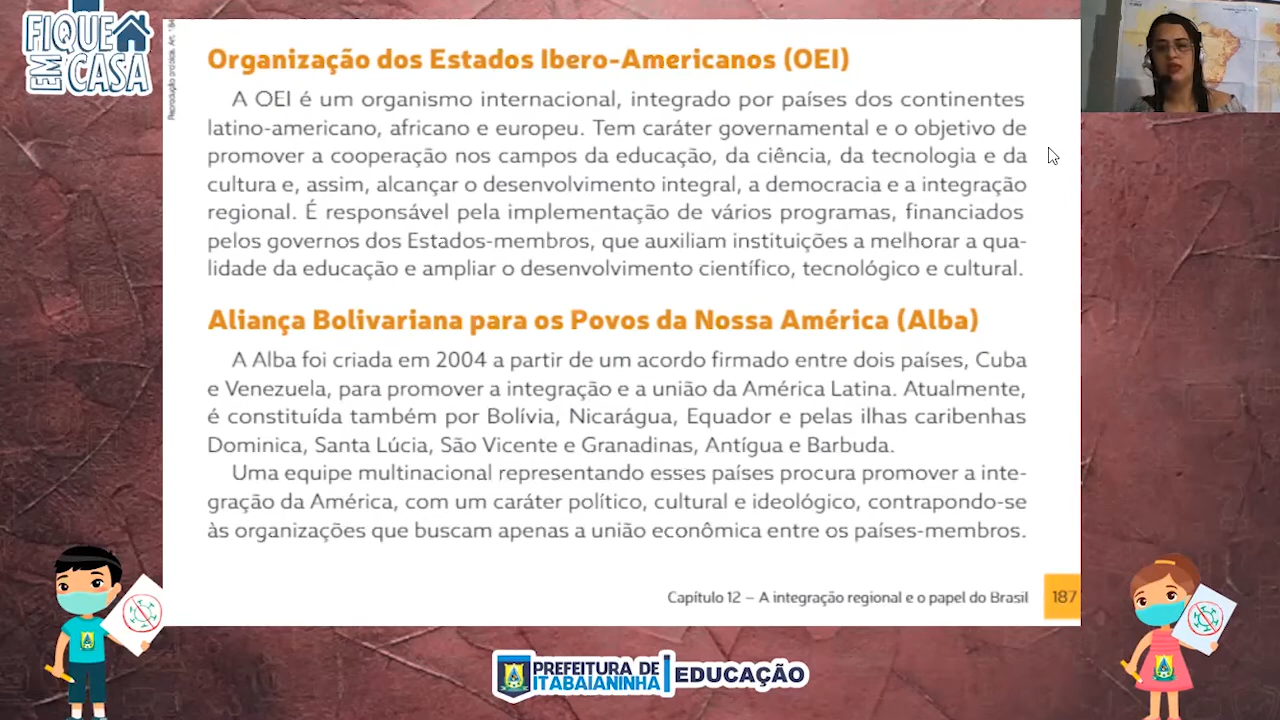 FIQUE
EM CASA
Organização dos Estados Ibero-Americanos (OEI)
A OEI é um organismo internacional, integrado por países dos continentes
latino-americano, africano e europeu. Tem caráter governamental e o objetivo de
promover a cooperação nos campos da educação, da ciência, da tecnologia e da
cultura e, assim, alcançar o desenvolvimento integral, a democracia e a integração
regional. É responsável pela implementação de vários programas, financiados
pelos governos dos Estados-membros, que auxiliam instituições a melhorar a qua-
lidade da educação e ampliar o desenvolvimento científico, tecnológico e cultural.
Aliança Bolivariana para os Povos da Nossa América (Alba)
A Alba foi criada em 2004 a partir de um acordo firmado entre dois países, Cuba
e Venezuela, para promover a integração e a união da América Latina. Atualmente,
é constituída também por Bolívia, Nicarágua, Equador e pelas ilhas caribenhas
Dominica, Santa Lúcia, São Vicente e Granadinas, Antígua e Barbuda.
Uma equipe multinacional representando esses países procura promover a inte-
gração da América, com um caráter político, cultural e ideológico, contrapondo-se
às organizações que buscam apenas a união econômica entre os países-membros.
Capítulo 12 – A integração regional e o papel do Brasil 187
PREFEITURA DE
ITABAIANINHA
EDUCAÇÃO